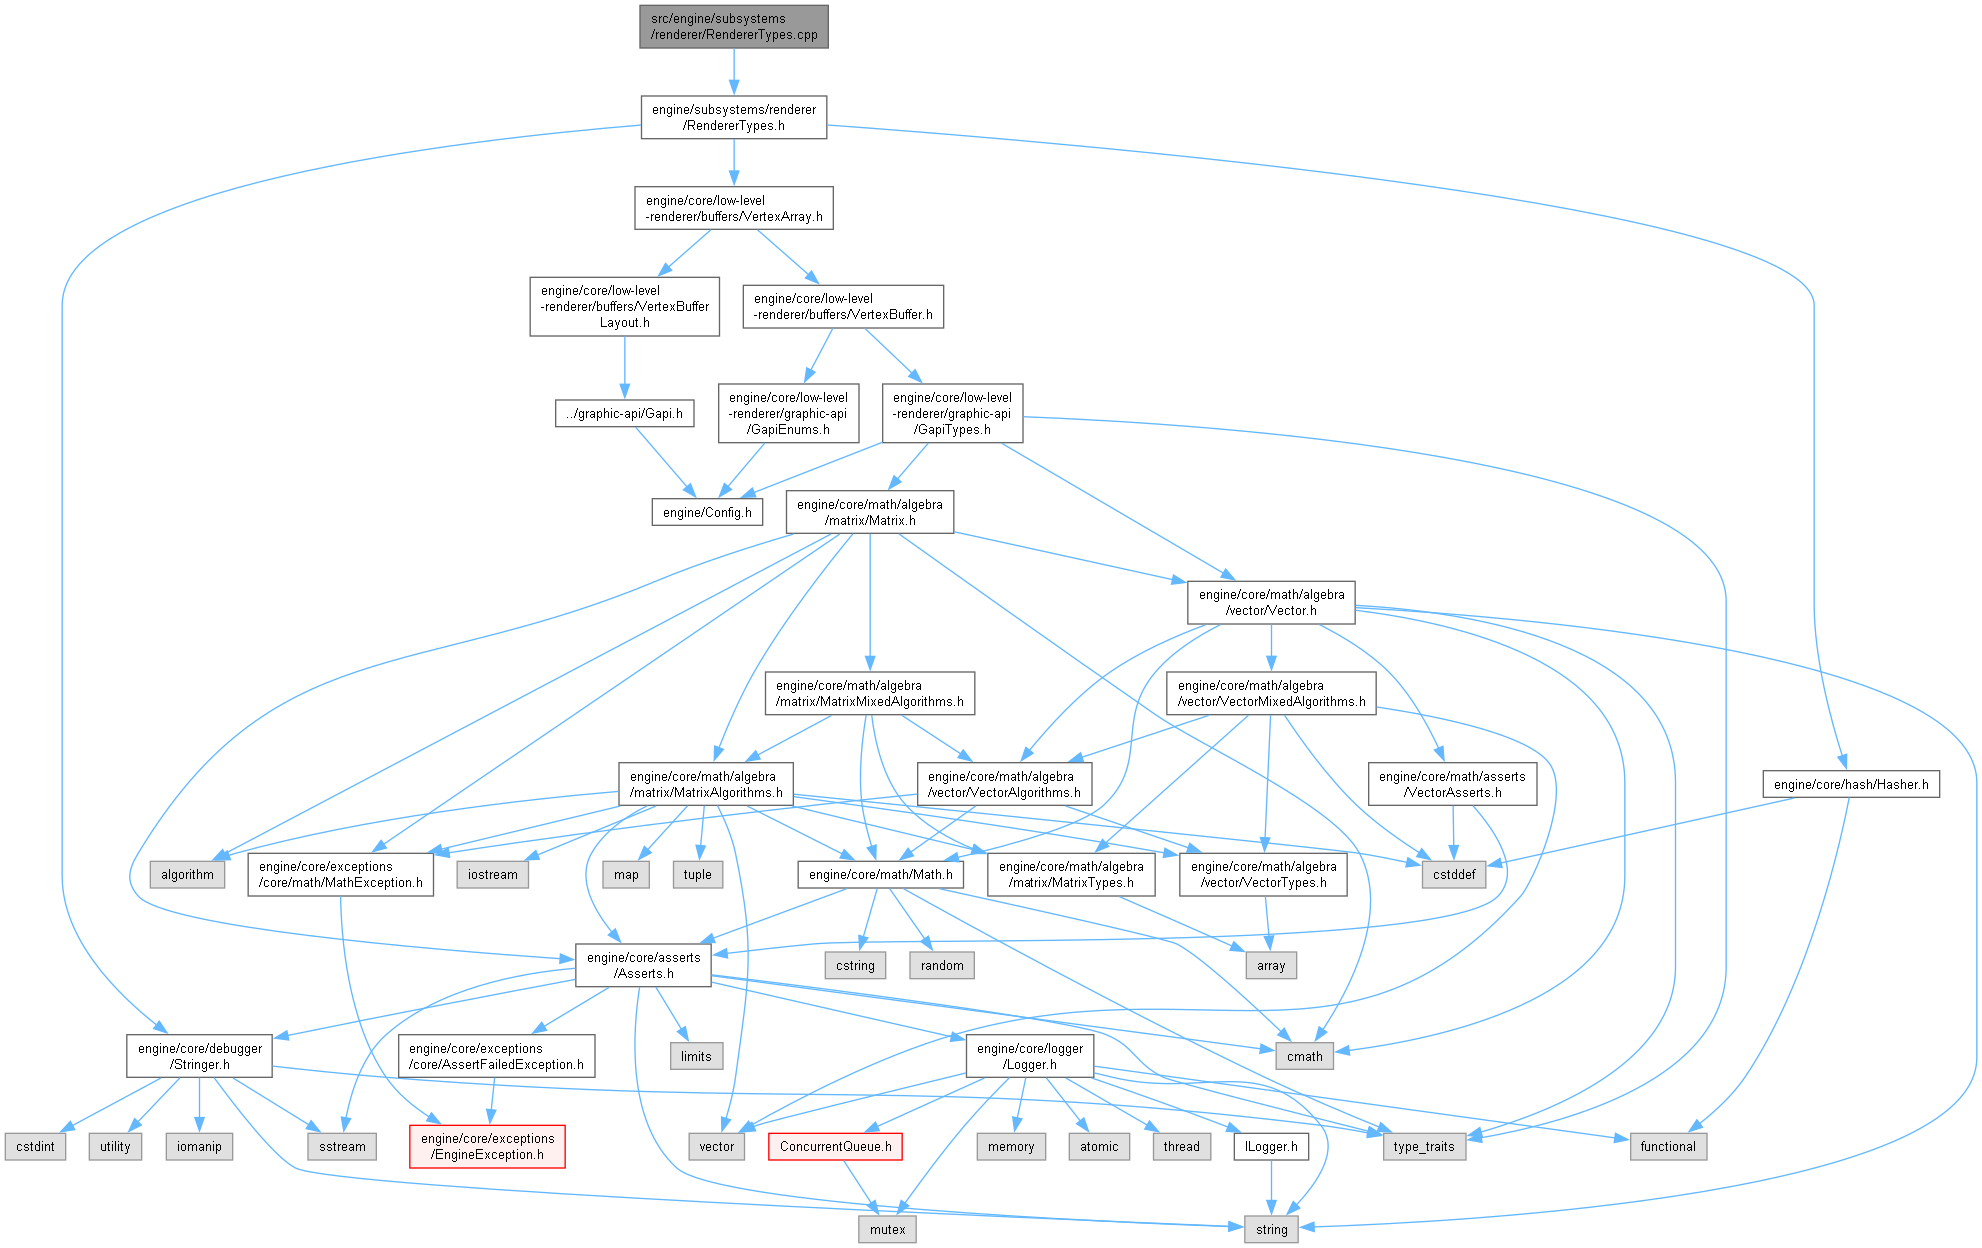 src/engine/subsystems
/renderer/RendererTypes.cpp
engine/subsystems/renderer
/RendererTypes.h
engine/core/low-level
-renderer/buffers/VertexArray.h
engine/core/low-level
-renderer/buffers/VertexBuffer
Layout.h
engine/core/low-level
-renderer/buffers/VertexBuffer.h
../graphic-api/Gapi.h
engine/core/low-level
-renderer/graphic-api
/GapiEnums.h
engine/core/low-level
-renderer/graphic-api
/GapiTypes.h
engine/Config.h
engine/core/math/algebra
/matrix/Matrix.h
engine/core/math/algebra
/vector/Vector.h
engine/core/math/algebra
/matrix/MatrixMixedAlgorithms.h
engine/core/math/algebra
/vector/VectorMixedAlgorithms.h
engine/core/math/algebra
/matrix/MatrixAlgorithms.h
engine/core/math/algebra
/vector/VectorAlgorithms.h
engine/core/math/asserts
/VectorAsserts.h
engine/core/hash/Hasher.h
algorithm
engine/core/exceptions
/core/math/MathException.h
iostream
map
tuple
engine/core/math/Math.h
engine/core/math/algebra
/matrix/MatrixTypes.h
engine/core/math/algebra
/vector/VectorTypes.h
cstddef
engine/core/asserts
/Asserts.h
cstring
random
array
engine/core/debugger
/Stringer.h
engine/core/exceptions
/core/AssertFailedException.h
limits
engine/core/logger
/Logger.h
cmath
cstdint
utility
iomanip
sstream
engine/core/exceptions
/EngineException.h
vector
ConcurrentQueue.h
memory
atomic
thread
ILogger.h
type_traits
functional
mutex
string